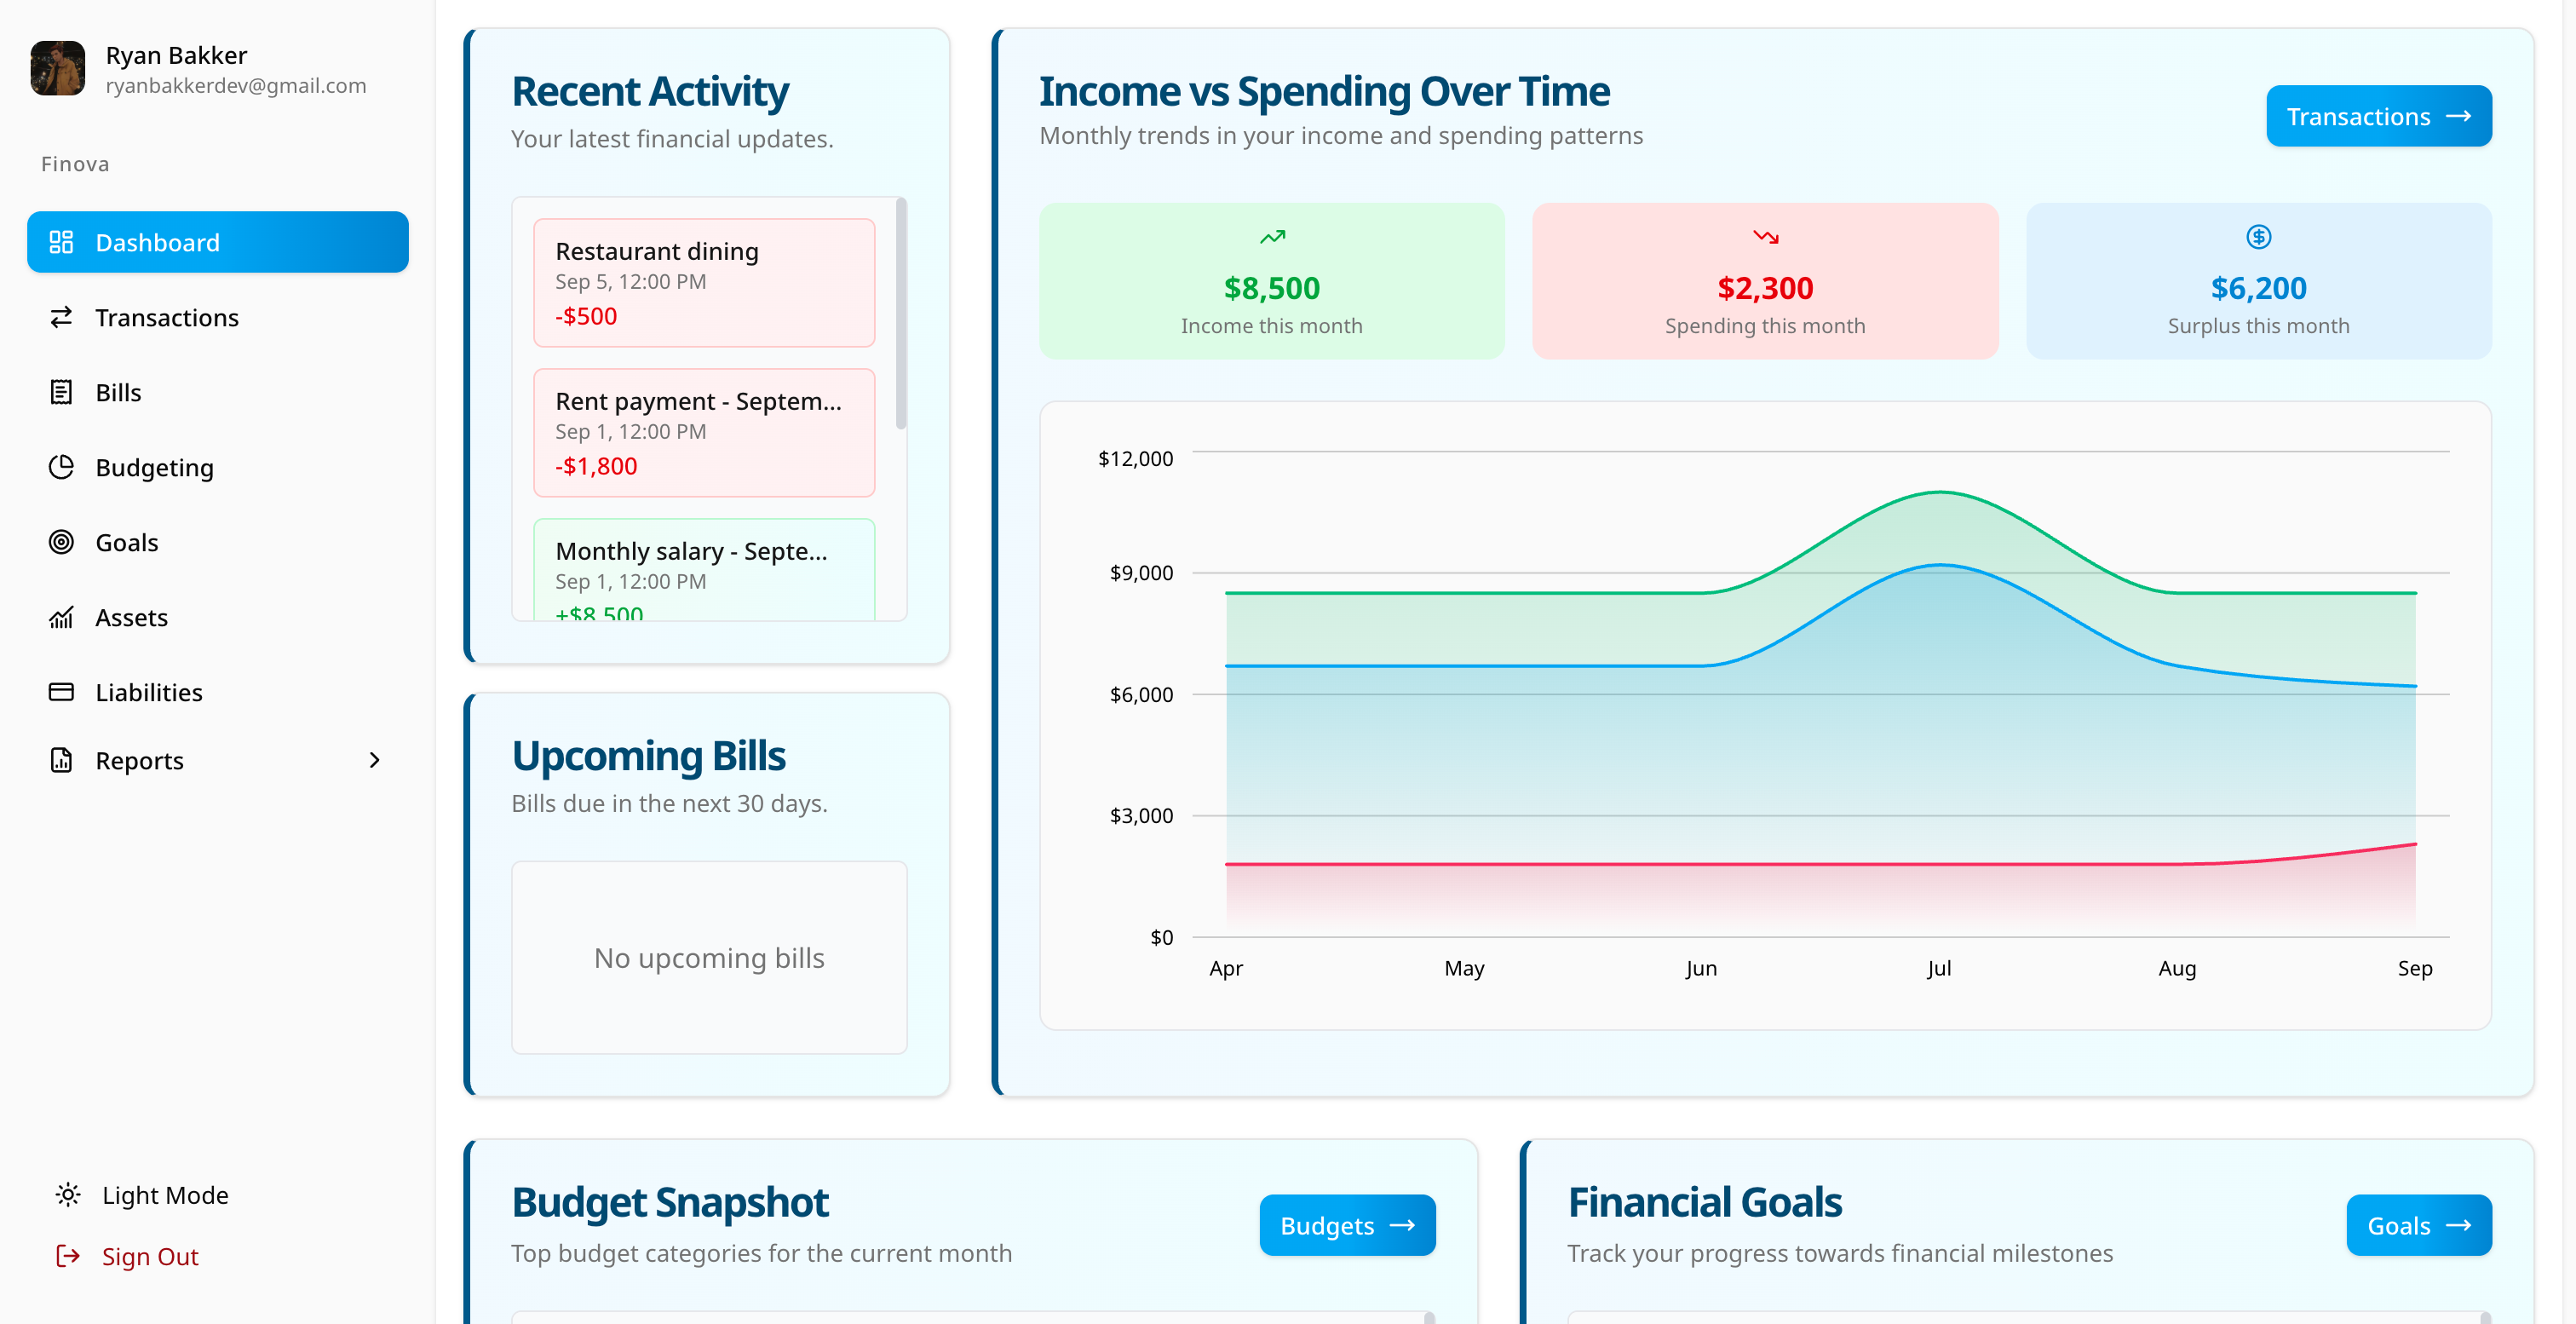 Ryan Bakker
ryanbakkerdev@gmail.com
Finova
Dashboard
Transactions
Bills
Budgeting
Goals
Assets
Liabilities
Reports
Light Mode
Sign Out
Recent Activity
Your latest financial updates.
Restaurant dining
Sep 5, 12:00 PM
-$500
Rent payment - Septem...
Sep 1, 12:00 PM
-$1,800
Monthly salary - Septe...
Sep 1, 12:00 PM
+$8,500
Upcoming Bills
Bills due in the next 30 days.
No upcoming bills
Income vs Spending Over Time
Monthly trends in your income and spending patterns
Transactions
$8,500
Income this month
$2,300
Spending this month
$6,200
Surplus this month
$12,000
$9,000
$6,000
$3,000
$0
Apr May Jun Jul Aug Sep
Budget Snapshot
Top budget categories for the current month
Budgets
Financial Goals
Track your progress towards financial milestones
Goals